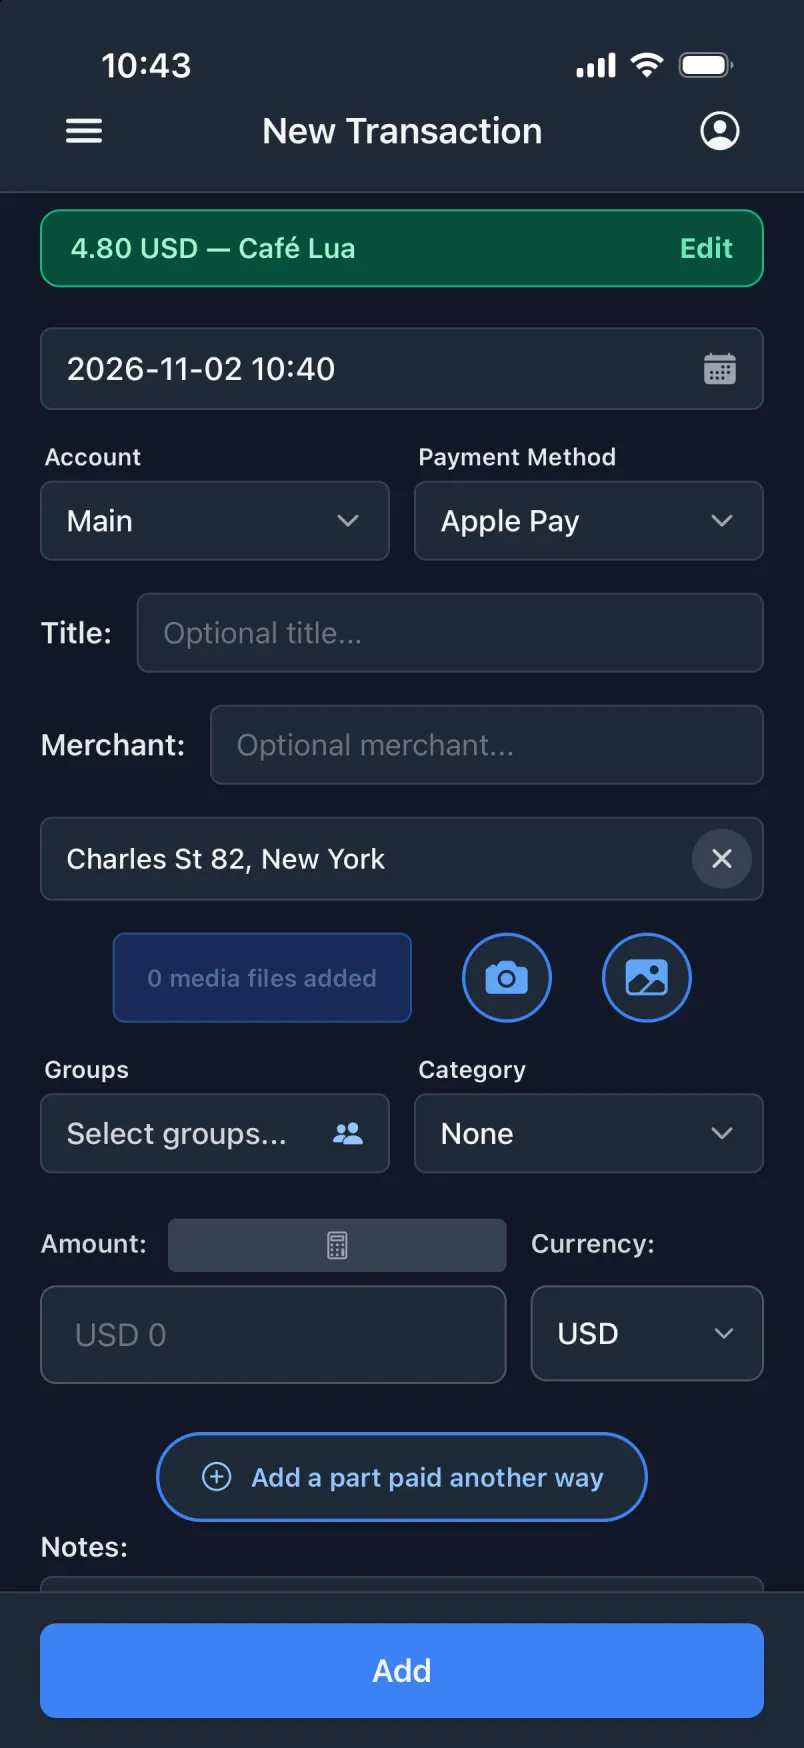 10:43
New Transaction
4.80 USD — Café Lua Edit
2026-11-02 10:40
Account Payment Method
Main Apple Pay
Title: Optional title...
Merchant: Optional merchant...
Charles St 82, New York
0 media files added
Groups Category
Select groups... None
Amount: Currency:
USD 0 USD
Add a part paid another way
Notes:
Add